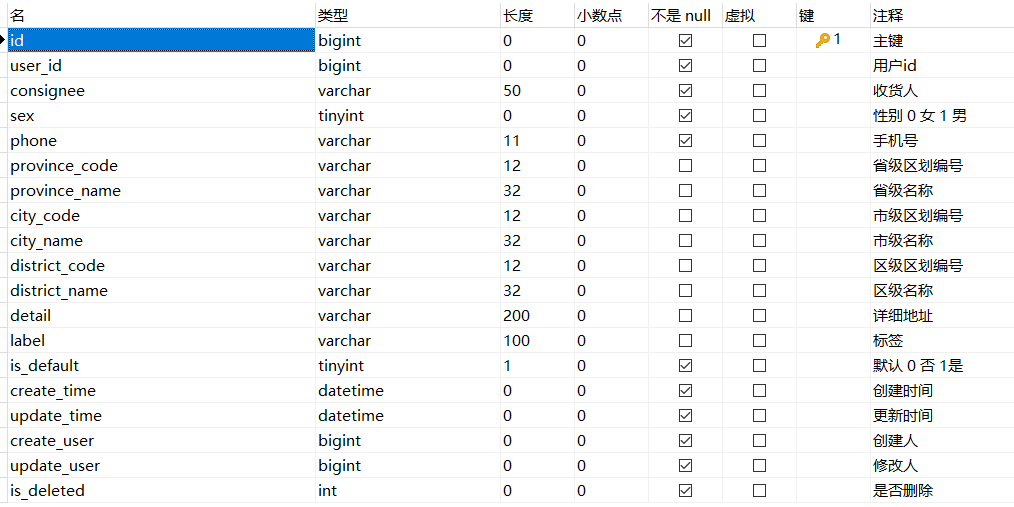 名 类型 长度 小数点 不是 null 虚拟 键 注释
id bigint 0 0 1 主键
user_id bigint 0 0 用户id
consignee varchar 50 0 收货人
sex tinyint 0 0 性别 0 女 1 男
phone varchar 11 0 手机号
province_code varchar 12 0 省级区划编号
province_name varchar 32 0 省级名称
city_code varchar 12 0 市级区划编号
city_name varchar 32 0 市级名称
district_code varchar 12 0 区级区划编号
district_name varchar 32 0 区级名称
detail varchar 200 0 详细地址
label varchar 100 0 标签
is_default tinyint 1 0 默认 0 否 1是
create_time datetime 0 0 创建时间
update_time datetime 0 0 更新时间
create_user bigint 0 0 创建人
update_user bigint 0 0 修改人
is_deleted int 0 0 是否删除